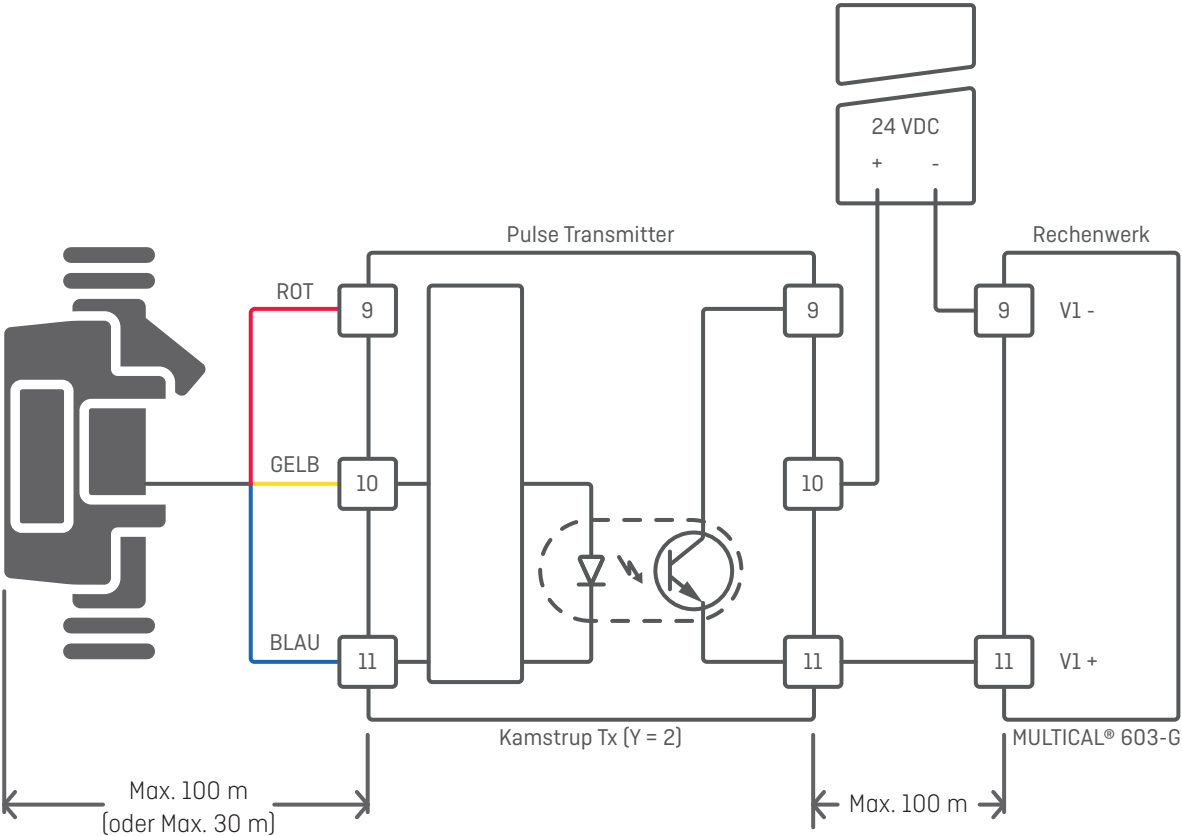 24 VDC
+ -
Pulse Transmitter
Rechenwerk
ROT
9
9
9
V1 -
GELB
10
10
BLAU
11
11
11
V1 +
Kamstrup Tx (Y = 2)
MULTICAL® 603-G
Max. 100 m
(oder Max. 30 m)
Max. 100 m